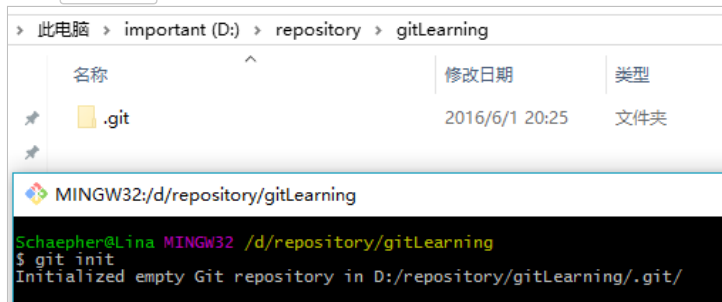 此电脑 > important (D:) > repository > gitLearning
名称 修改日期 类型
.git 2016/6/1 20:25 文件夹
MINGW32:/d/repository/gitLearning
Schaepher@Lina MINGW32 /d/repository/gitLearning
$ git init
Initialized empty Git repository in D:/repository/gitLearning/.git/